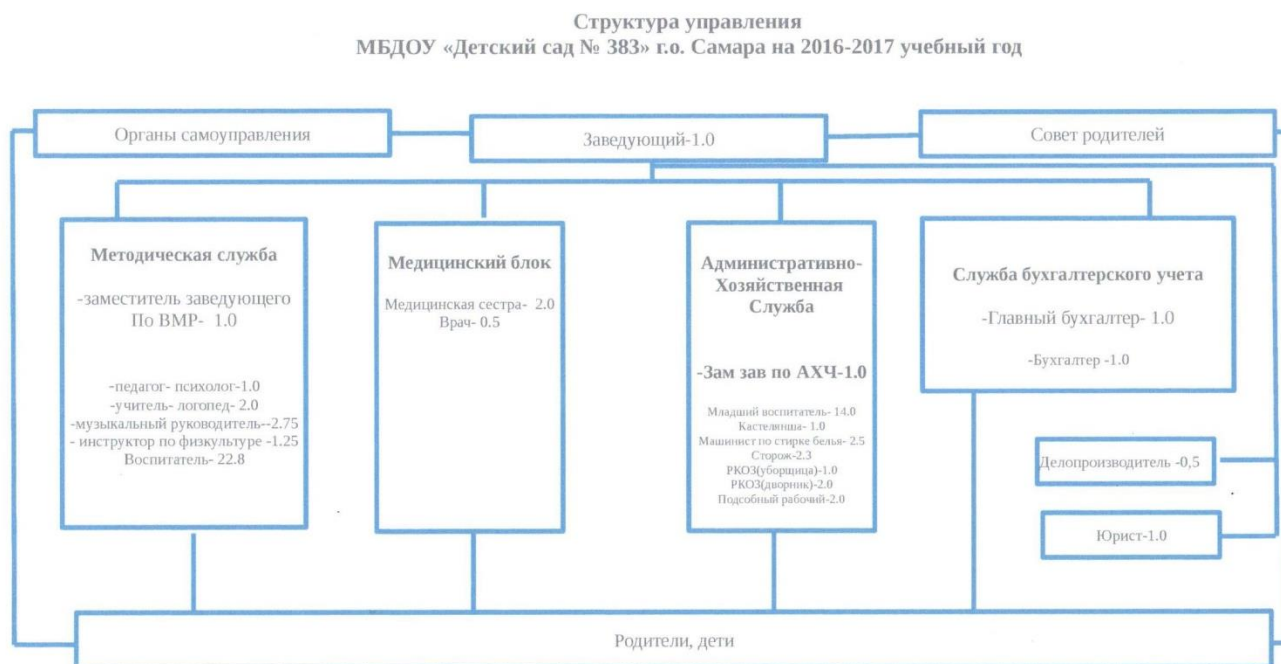 Структура управления
МБДОУ «Детский сад № 383» г.о. Самара на 2016-2017 учебный год
Органы самоуправления
Заведующий-1.0
Совет родителей
Методическая служба
-заместитель заведующего
По ВМР- 1.0
-педагог- психолог-1.0
-учитель- логопед- 2.0
-музыкальный руководитель--2.75
- инструктор по физкультуре -1.25
Воспитатель- 22.8
Медицинский блок
Медицинская сестра- 2.0
Врач- 0.5
Административно-
Хозяйственная
Служба
-Зам зав по АХЧ-1.0
Младший воспитатель- 14.0
Кастелянша- 1.0
Машинист по стирке белья- 2.5
Сторож-2.3
РКОЗ(уборщица)-1.0
РКОЗ(дворник)-2.0
Подсобный рабочий-2.0
Служба бухгалтерского учета
-Главный бухгалтер- 1.0
-Бухгалтер -1.0
Делопроизводитель -0,5
Юрист-1.0
Родители, дети